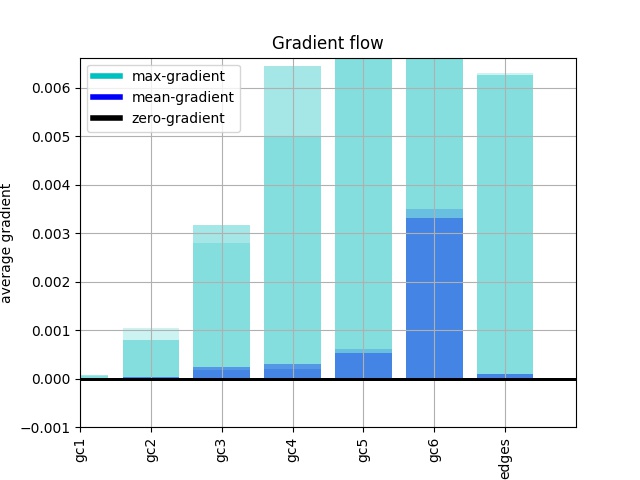 Gradient flow
max-gradient
mean-gradient
zero-gradient
average gradient
0.006
0.005
0.004
0.003
0.002
0.001
0.000
−0.001
gc1
gc2
gc3
gc4
gc5
gc6
edges